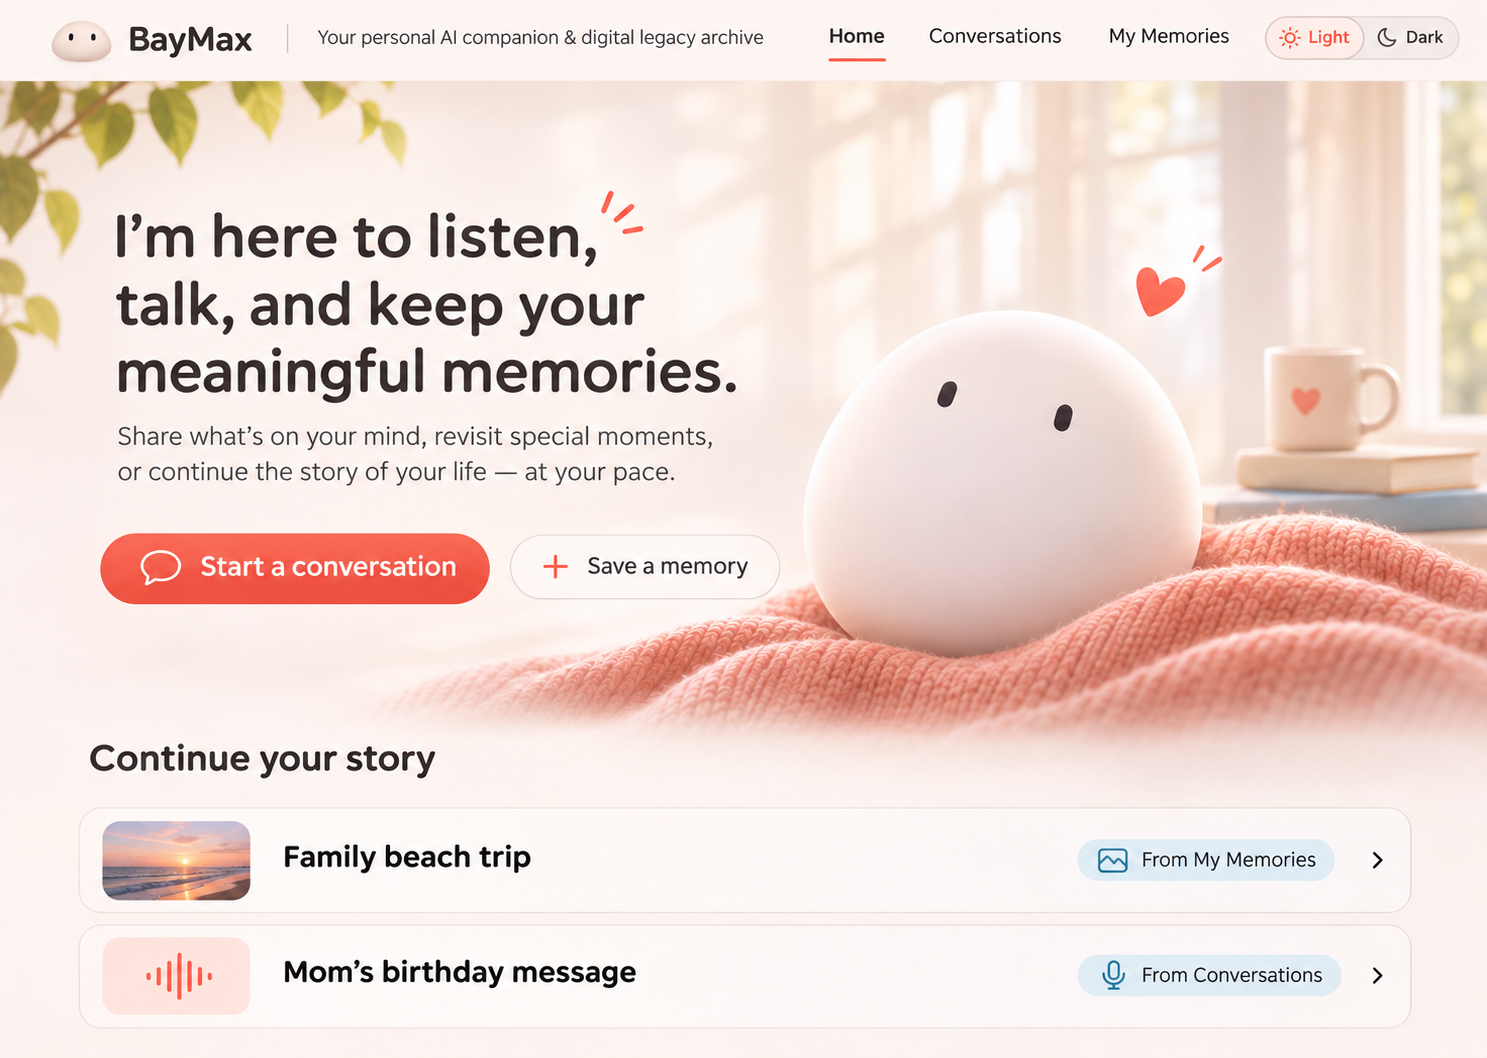 BayMax
Your personal AI companion & digital legacy archive
Home
Conversations
My Memories
Light
Dark
I’m here to listen,
talk, and keep your
meaningful memories.
Share what’s on your mind, revisit special moments,
or continue the story of your life — at your pace.
Start a conversation
Save a memory
Continue your story
Family beach trip
From My Memories
Mom’s birthday message
From Conversations